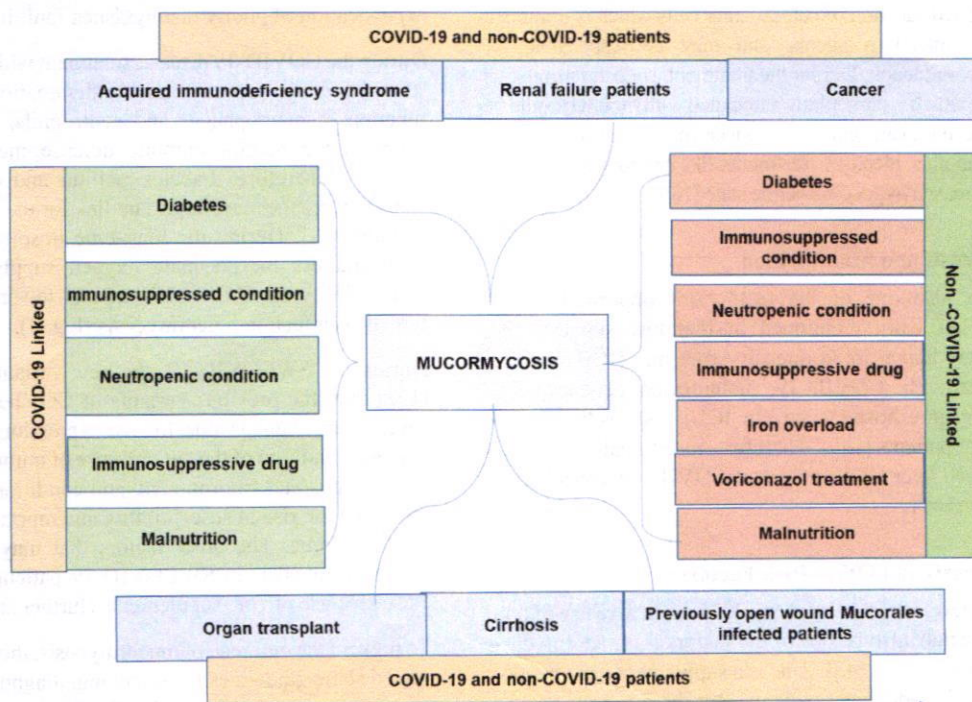 COVID-19 and non-COVID-19 patients
Acquired immunodeficiency syndrome
Renal failure patients
Cancer
COVID-19 Linked
Diabetes
mmunosuppressed condition
Neutropenic condition
Immunosuppressive drug
Malnutrition
MUCORMYCOSIS
Diabetes
Immunosuppressed
condition
Neutropenic condition
Immunosuppressive drug
Iron overload
Voriconazol treatment
Malnutrition
Non -COVID-19 Linked
Organ transplant
Cirrhosis
Previously open wound Mucorales
infected patients
COVID-19 and non-COVID-19 patients